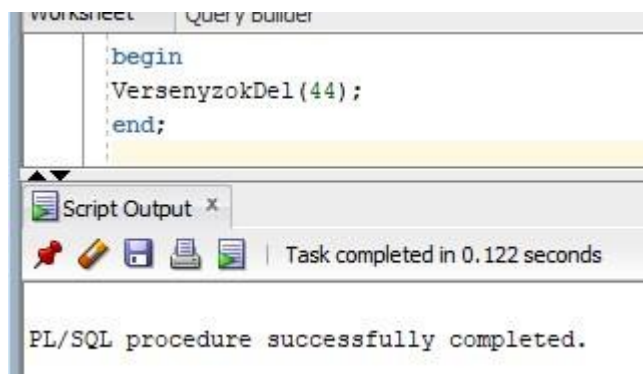 Worksheet Query Builder
begin
VersenyzokDel(44);
end;
Script Output x
Task completed in 0.122 seconds
PL/SQL procedure successfully completed.